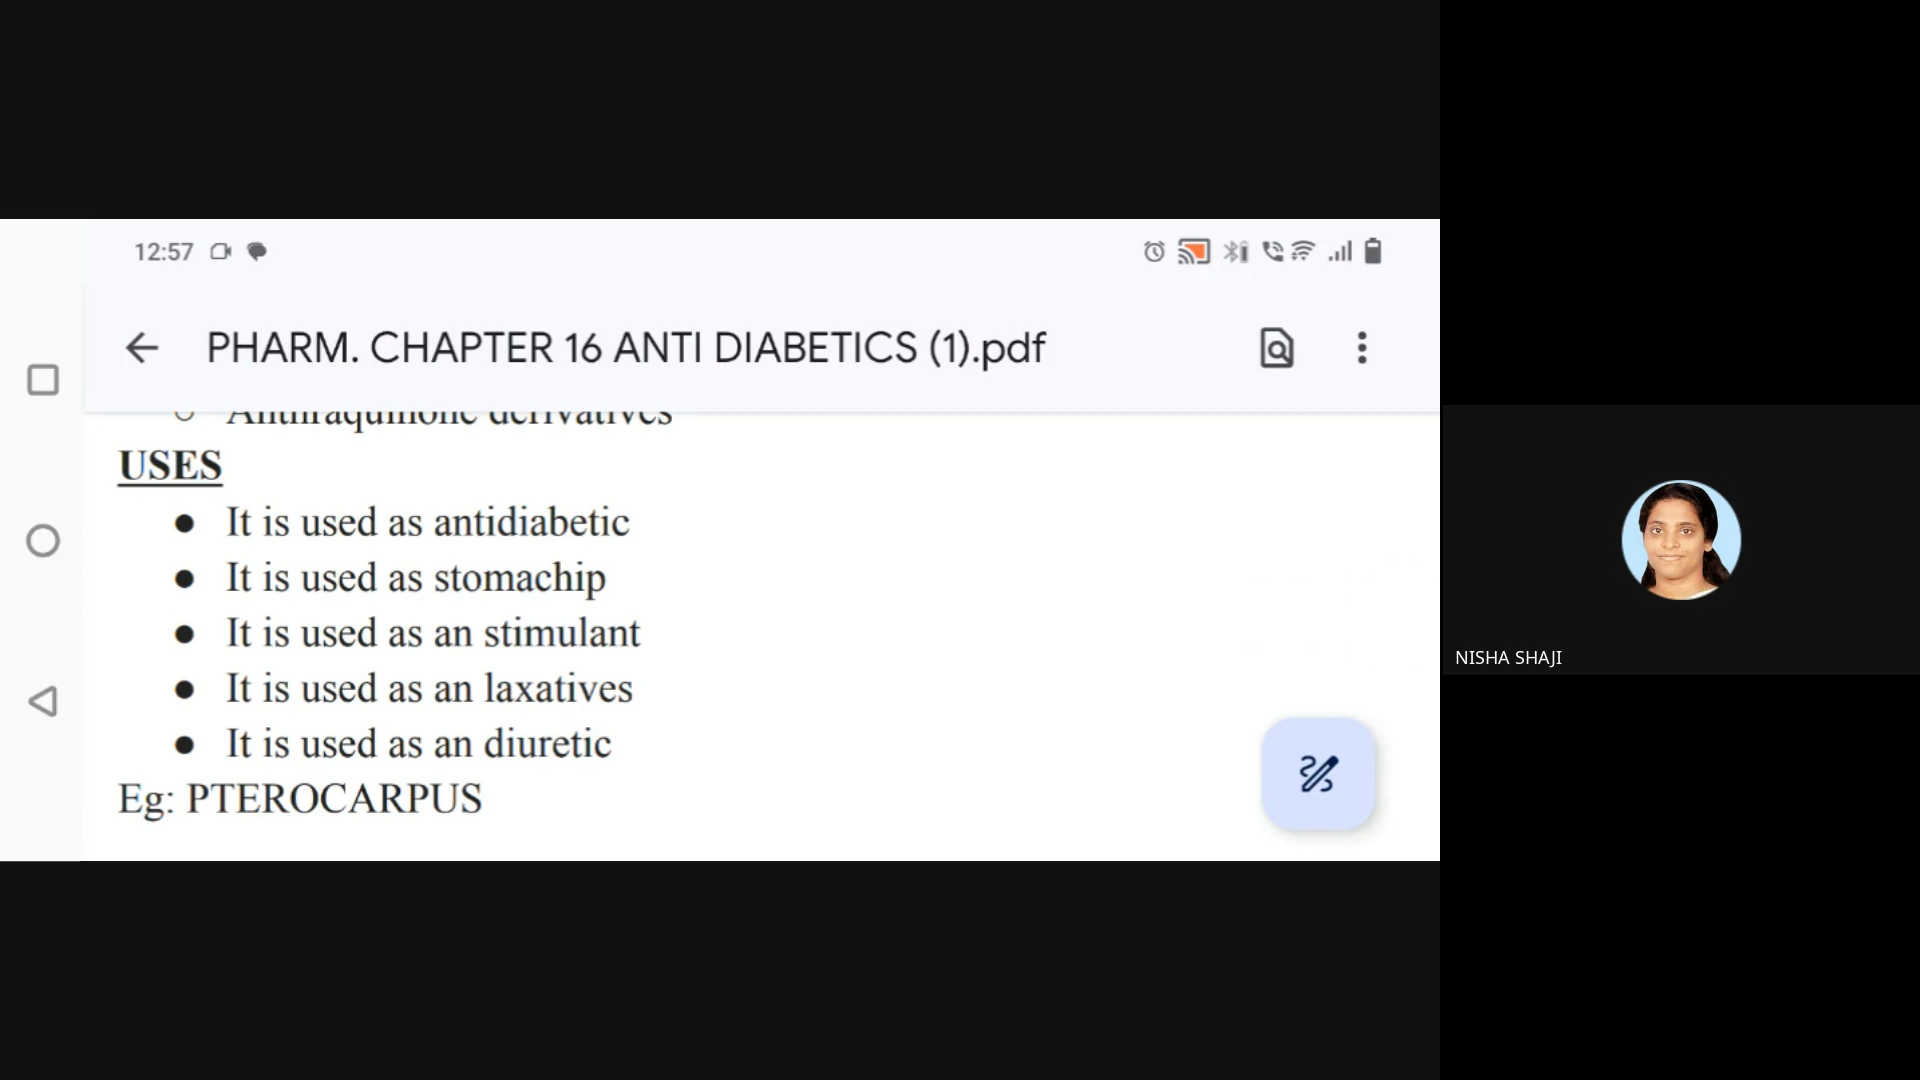 12:57
PHARM. CHAPTER 16 ANTI DIABETICS (1).pdf
Anthraquinone derivatives
USES
● It is used as antidiabetic
● It is used as stomachip
● It is used as an stimulant
● It is used as an laxatives
● It is used as an diuretic
Eg: PTEROCARPUS
NISHA SHAJI